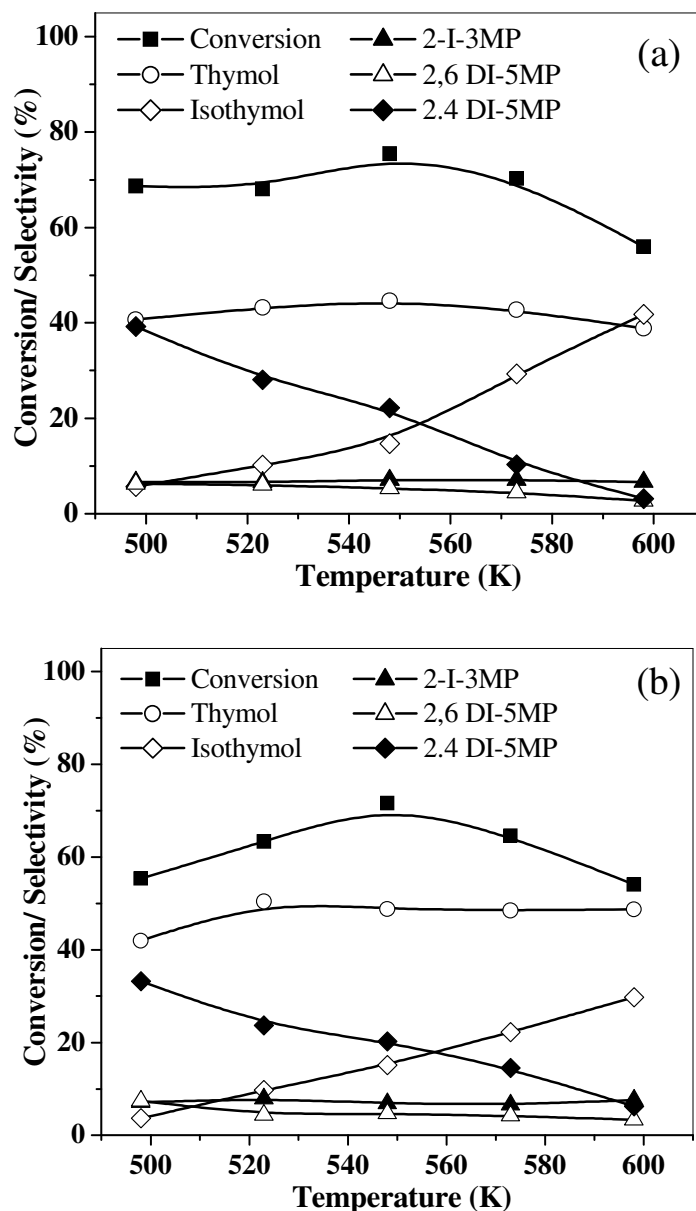 (a)
Conversion
Thymol
Isothymol
2-I-3MP
2,6 DI-5MP
2.4 DI-5MP
Conversion/ Selectivity (%)
100
80
60
40
20
0
500 520 540 560 580 600
Temperature (K)
(b)
Conversion
Thymol
Isothymol
2-I-3MP
2,6 DI-5MP
2.4 DI-5MP
Conversion/ Selectivity (%)
100
80
60
40
20
0
500 520 540 560 580 600
Temperature (K)